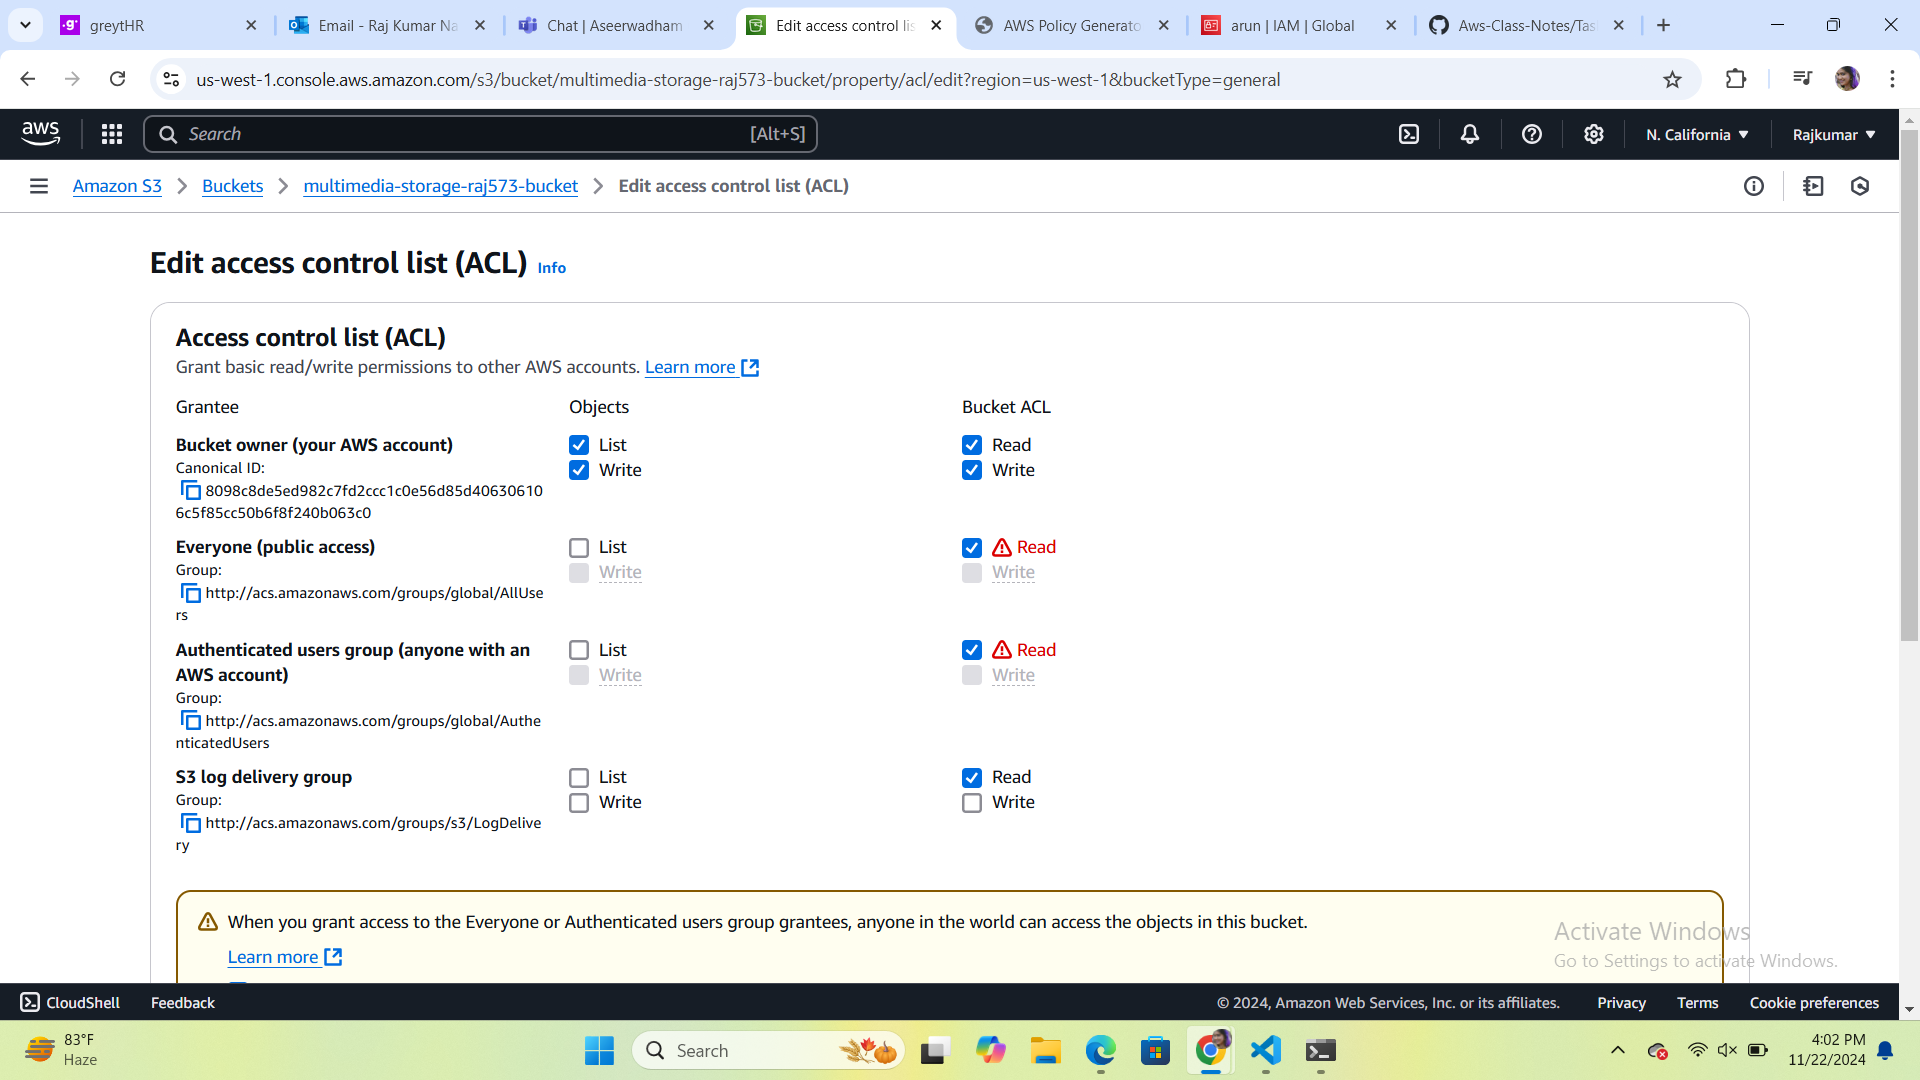 greytHR
Email - Raj Kumar Na
Chat | Aseerwadham
Edit access control lis
AWS Policy Generato
arun | IAM | Global
Aws-Class-Notes/Tas
us-west-1.console.aws.amazon.com/s3/bucket/multimedia-storage-raj573-bucket/property/acl/edit?region=us-west-1&bucketType=general
aws
Search [Alt+S]
N. California
Rajkumar
Amazon S3
Buckets
multimedia-storage-raj573-bucket
Edit access control list (ACL)
Edit access control list (ACL) Info
Access control list (ACL)
Grant basic read/write permissions to other AWS accounts. Learn more
Grantee
Objects
Bucket ACL
Bucket owner (your AWS account)
Canonical ID:
8098c8de5ed982c7fd2ccc1c0e56d85d40630610
6c5f85cc50b6f8f240b063c0
List
Write
Read
Write
Everyone (public access)
Group:
http://acs.amazonaws.com/groups/global/AllUse
rs
List
Write
Read
Write
Authenticated users group (anyone with an
AWS account)
Group:
http://acs.amazonaws.com/groups/global/Authe
nticatedUsers
List
Write
Read
Write
S3 log delivery group
Group:
http://acs.amazonaws.com/groups/s3/LogDelive
ry
List
Write
Read
Write
When you grant access to the Everyone or Authenticated users group grantees, anyone in the world can access the objects in this bucket.
Learn more
Activate Windows
Go to Settings to activate Windows.
CloudShell
Feedback
© 2024, Amazon Web Services, Inc. or its affiliates.
Privacy
Terms
Cookie preferences
83°F
Haze
Search
4:02 PM
11/22/2024